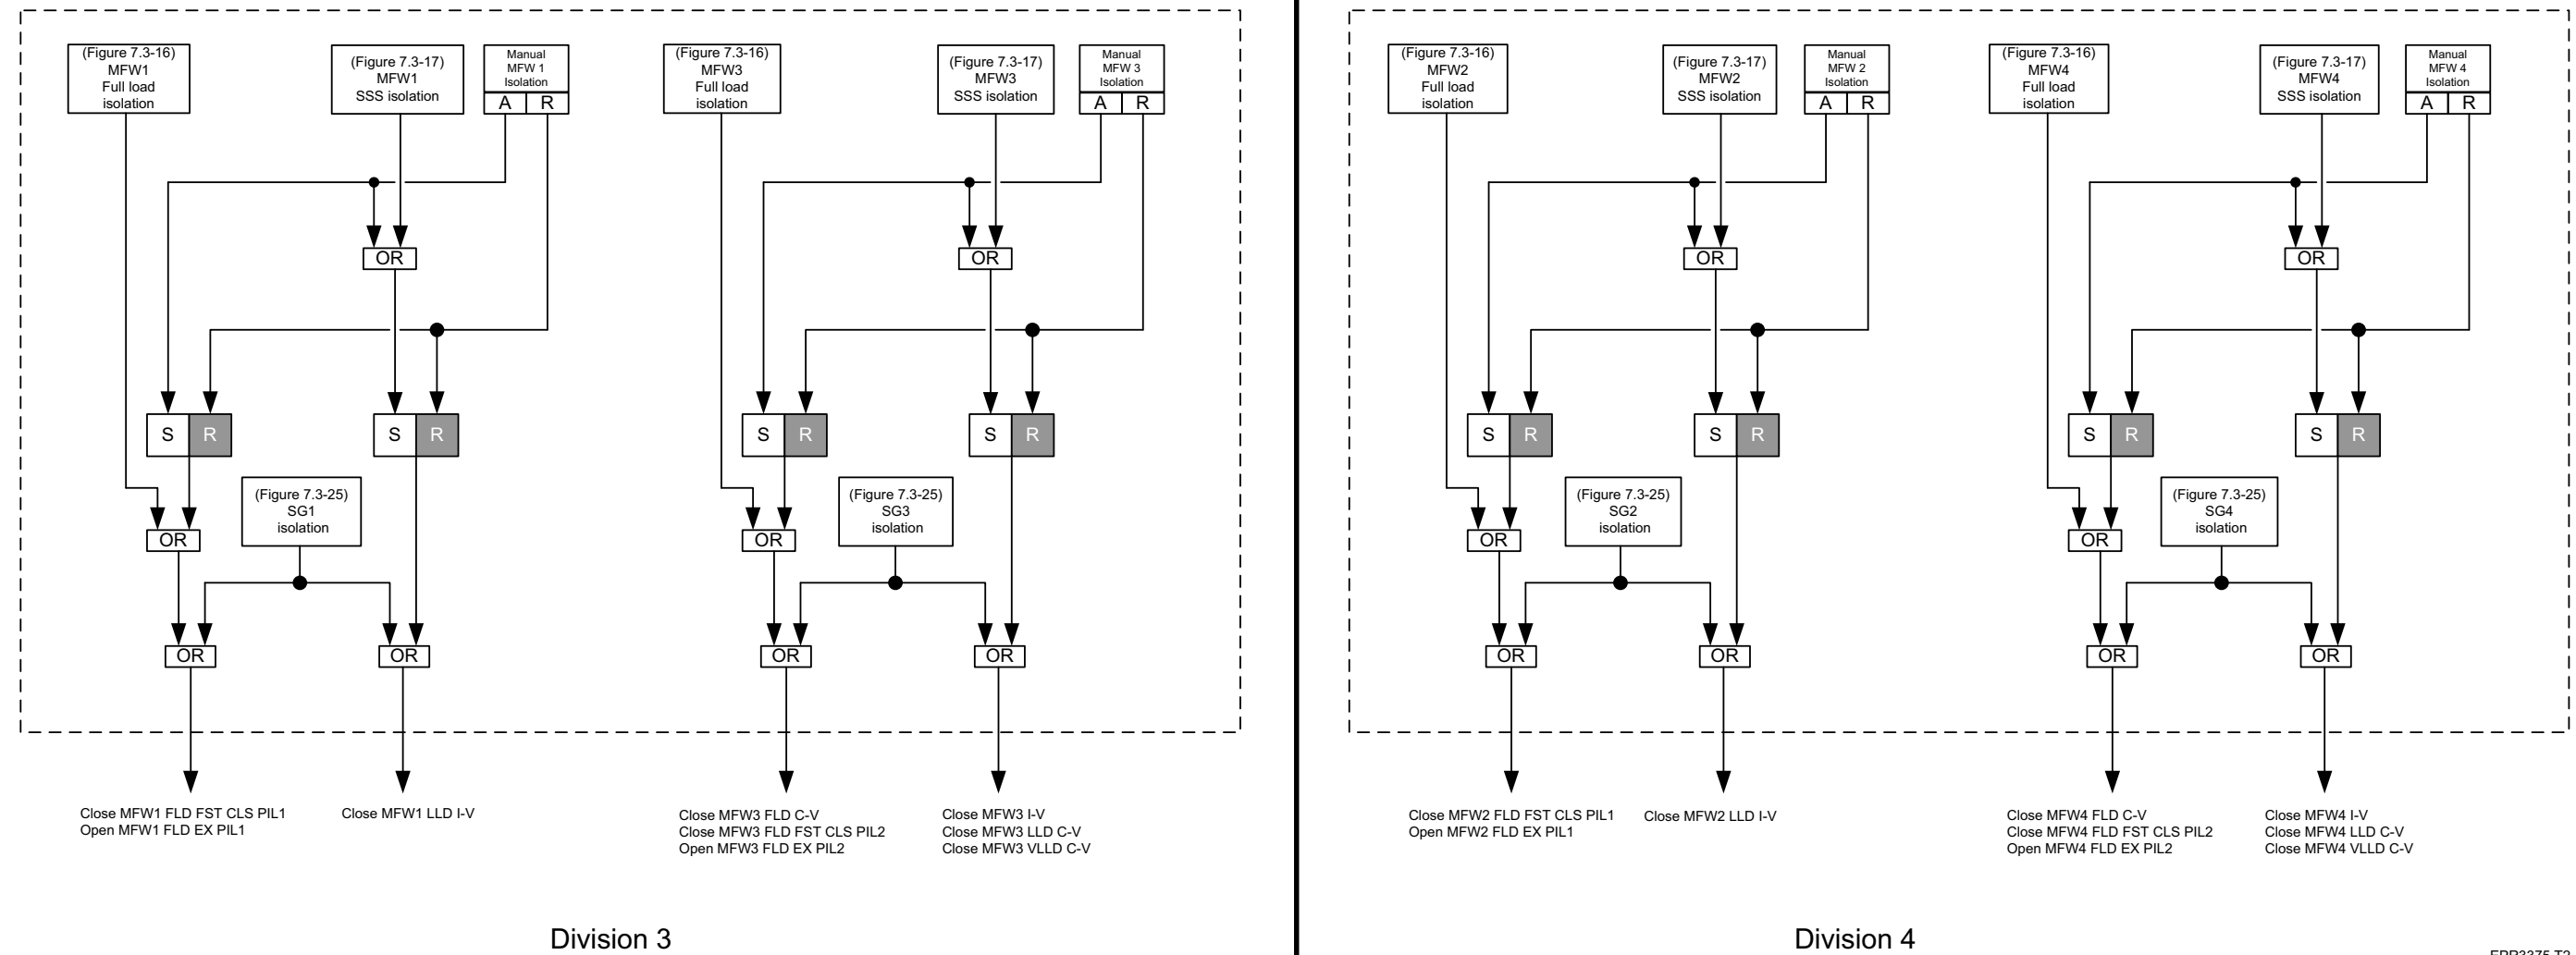 (Figure 7.3-16)
MFW1
Full load
isolation
(Figure 7.3-17)
MFW1
SSS isolation
Manual
MFW 1
Isolation
A R
(Figure 7.3-16)
MFW3
Full load
isolation
(Figure 7.3-17)
MFW3
SSS isolation
Manual
MFW 3
Isolation
A R
OR
OR
S R
S R
S R
S R
(Figure 7.3-25)
SG1
isolation
(Figure 7.3-25)
SG3
isolation
OR
OR
OR
OR
OR
OR
Close MFW1 FLD FST CLS PIL1
Open MFW1 FLD EX PIL1
Close MFW1 LLD I-V
Close MFW3 FLD C-V
Close MFW3 FLD FST CLS PIL2
Open MFW3 FLD EX PIL2
Close MFW3 I-V
Close MFW3 LLD C-V
Close MFW3 VLLD C-V
Division 3
(Figure 7.3-16)
MFW2
Full load
isolation
(Figure 7.3-17)
MFW2
SSS isolation
Manual
MFW 2
Isolation
A R
(Figure 7.3-16)
MFW4
Full load
isolation
(Figure 7.3-17)
MFW4
SSS isolation
Manual
MFW 4
Isolation
A R
OR
OR
S R
S R
S R
S R
(Figure 7.3-25)
SG2
isolation
(Figure 7.3-25)
SG4
isolation
OR
OR
OR
OR
OR
OR
Close MFW2 FLD FST CLS PIL1
Open MFW2 FLD EX PIL1
Close MFW2 LLD I-V
Close MFW4 FLD C-V
Close MFW4 FLD FST CLS PIL2
Open MFW4 FLD EX PIL2
Close MFW4 I-V
Close MFW4 LLD C-V
Close MFW4 VLLD C-V
Division 4